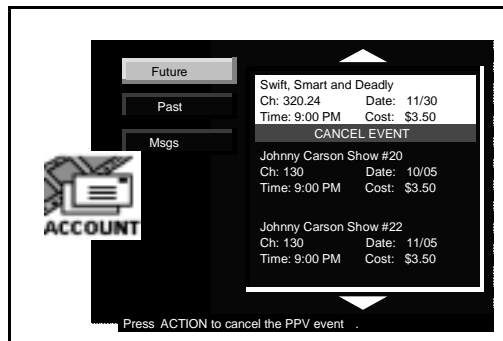 Future
Past
Msgs
ACCOUNT
Swift, Smart and Deadly
Ch: 320.24 Date: 11/30
Time: 9:00 PM Cost: $3.50
CANCEL EVENT
Johnny Carson Show #20
Ch: 130 Date: 10/05
Time: 9:00 PM Cost: $3.50
Johnny Carson Show #22
Ch: 130 Date: 11/05
Time: 9:00 PM Cost: $3.50
Press ACTION to cancel the PPV event .